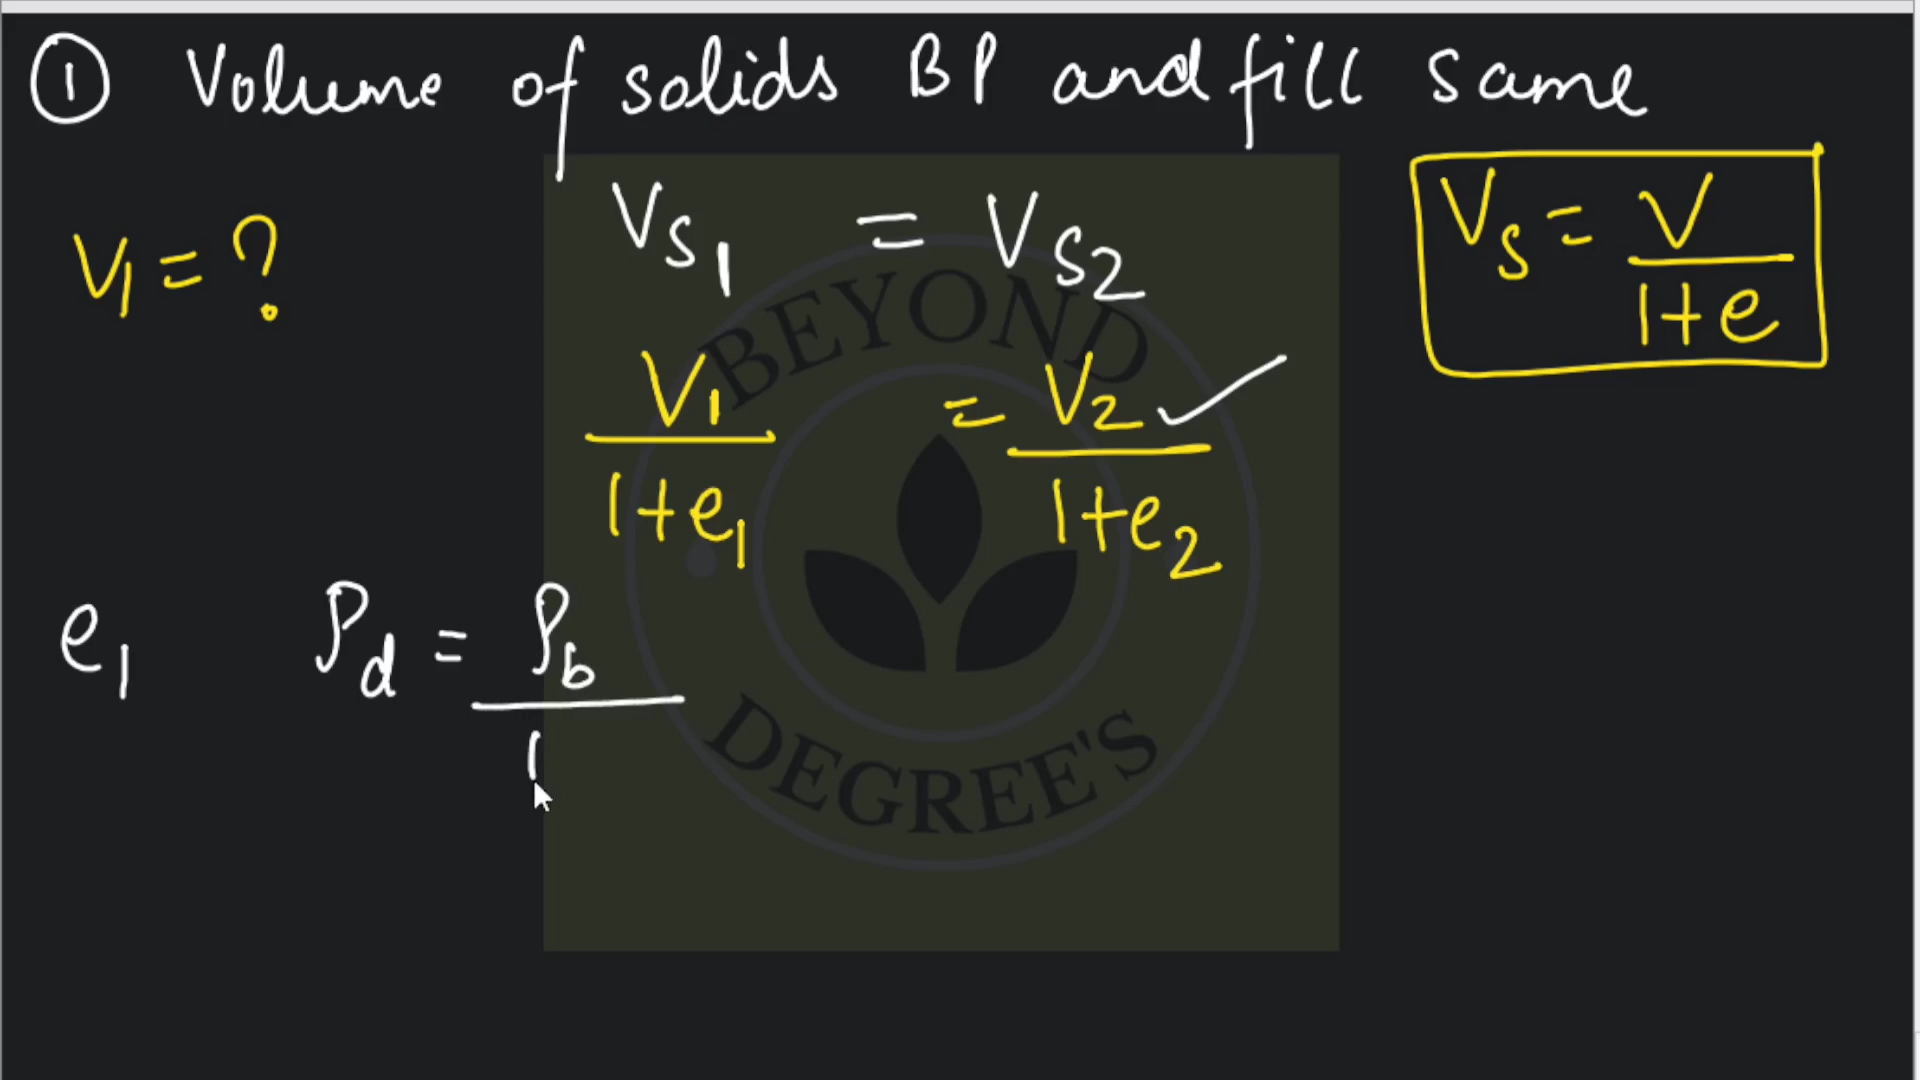 ① Volume of solids BP and fill same
V1 = ?
VS1 = VS2
VS = V / 1+e
V1 / 1+e1 = V2 / 1+e2 ✓
e1 ρd = ρb / 1
BEYOND
DEGREE'S